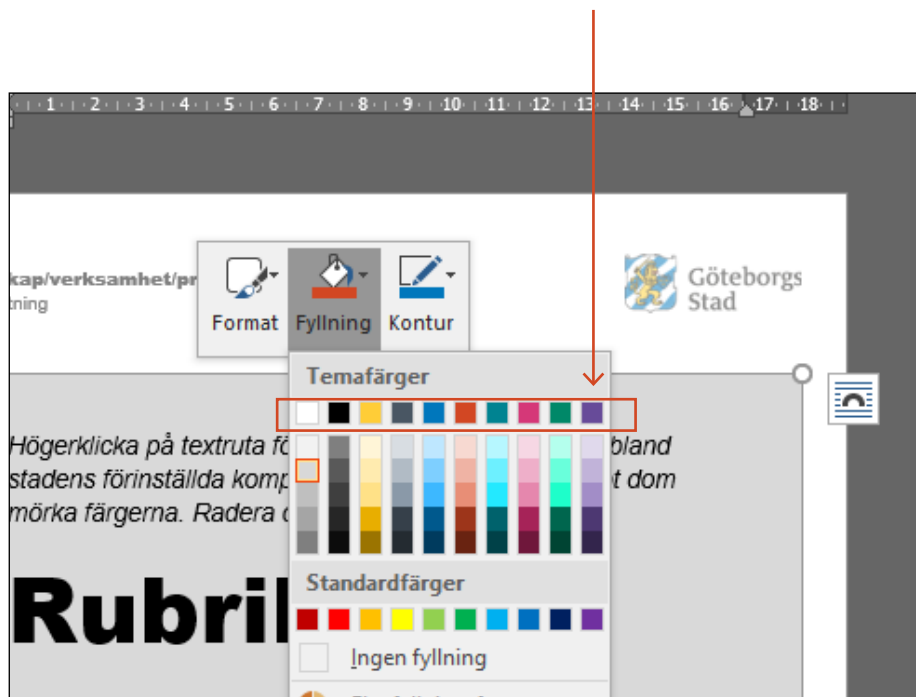 1 2 3 4 5 6 7 8 9 10 11 12 13 14 15 16 17 18
kap/verksamhet/pr
tning
Format Fyllning Kontur
Göteborgs
Stad
Temafärger
Högerklicka på textruta fö bland
stadens förinställda komp t dom
mörka färgerna. Radera
Standardfärger
Rubrik
Ingen fyllning